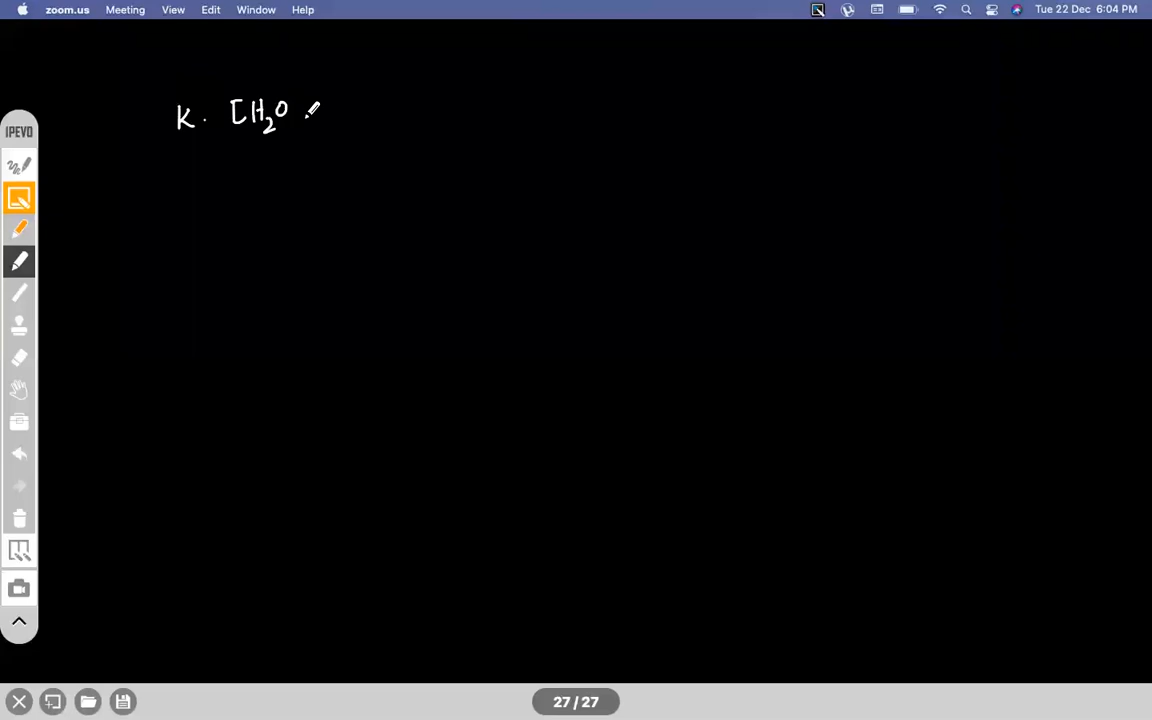 zoom.us Meeting View Edit Window Help Tue 22 Dec 6:04 PM
K. [H₂O
IPEVO
27 / 27